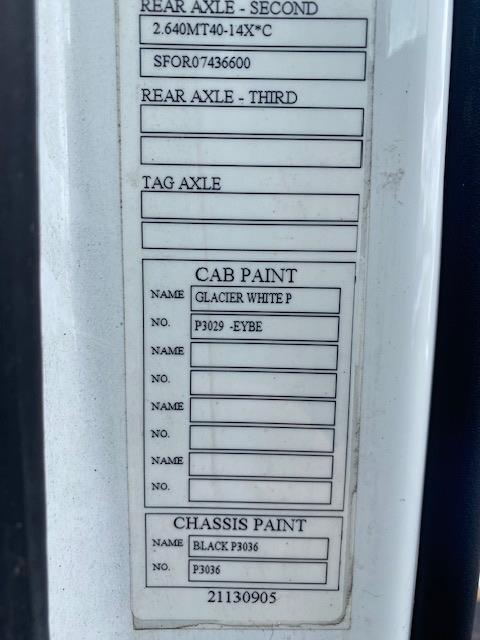 REAR AXLE - SECOND
2.640MT40-14X*C
SFOR07436600
REAR AXLE - THIRD
TAG AXLE
CAB PAINT
NAME GLACIER WHITE P
NO. P3029 -EYBE
NAME
NO.
NAME
NO.
NAME
NO.
CHASSIS PAINT
NAME BLACK P3036
NO. P3036
21130905